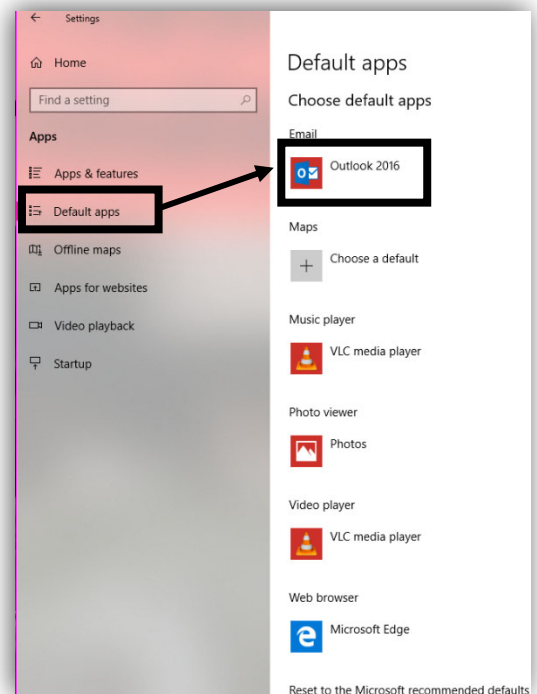 Settings
Home
Find a setting
Apps
Apps & features
Default apps
Offline maps
Apps for websites
Video playback
Startup
Default apps
Choose default apps
Email
Outlook 2016
Maps
Choose a default
Music player
VLC media player
Photo viewer
Photos
Video player
VLC media player
Web browser
Microsoft Edge
Reset to the Microsoft recommended defaults